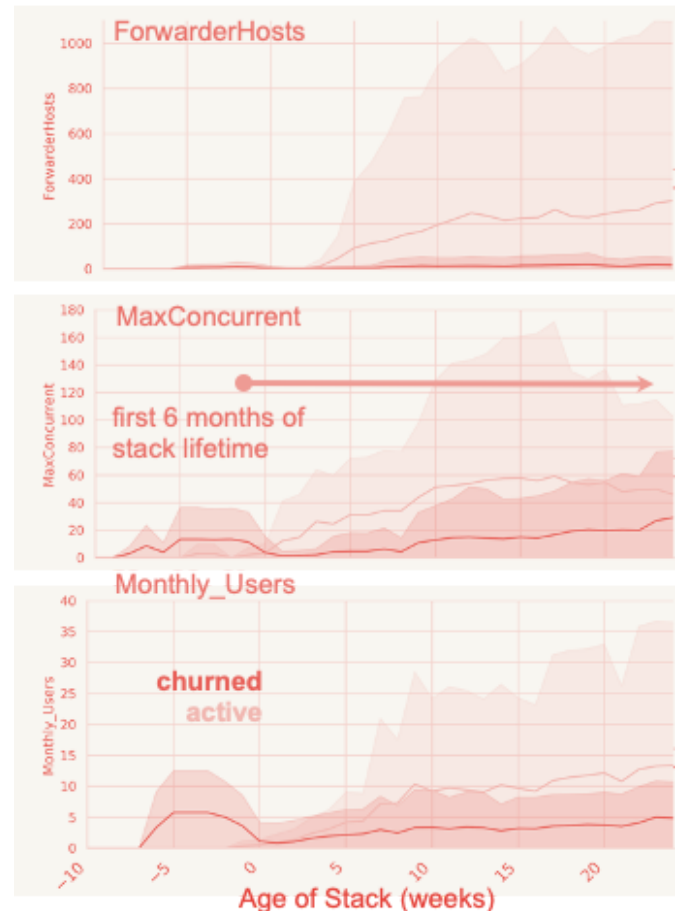 ForwarderHosts
ForwarderHosts
1000
800
600
400
200
0
MaxConcurrent
MaxConcurrent
180
160
140
120
100
80
60
40
20
0
first 6 months of
stack lifetime
Monthly_Users
Monthly_Users
40
35
30
25
20
15
10
5
0
churned
active
−10
−5
0
5
10
15
20
Age of Stack (weeks)